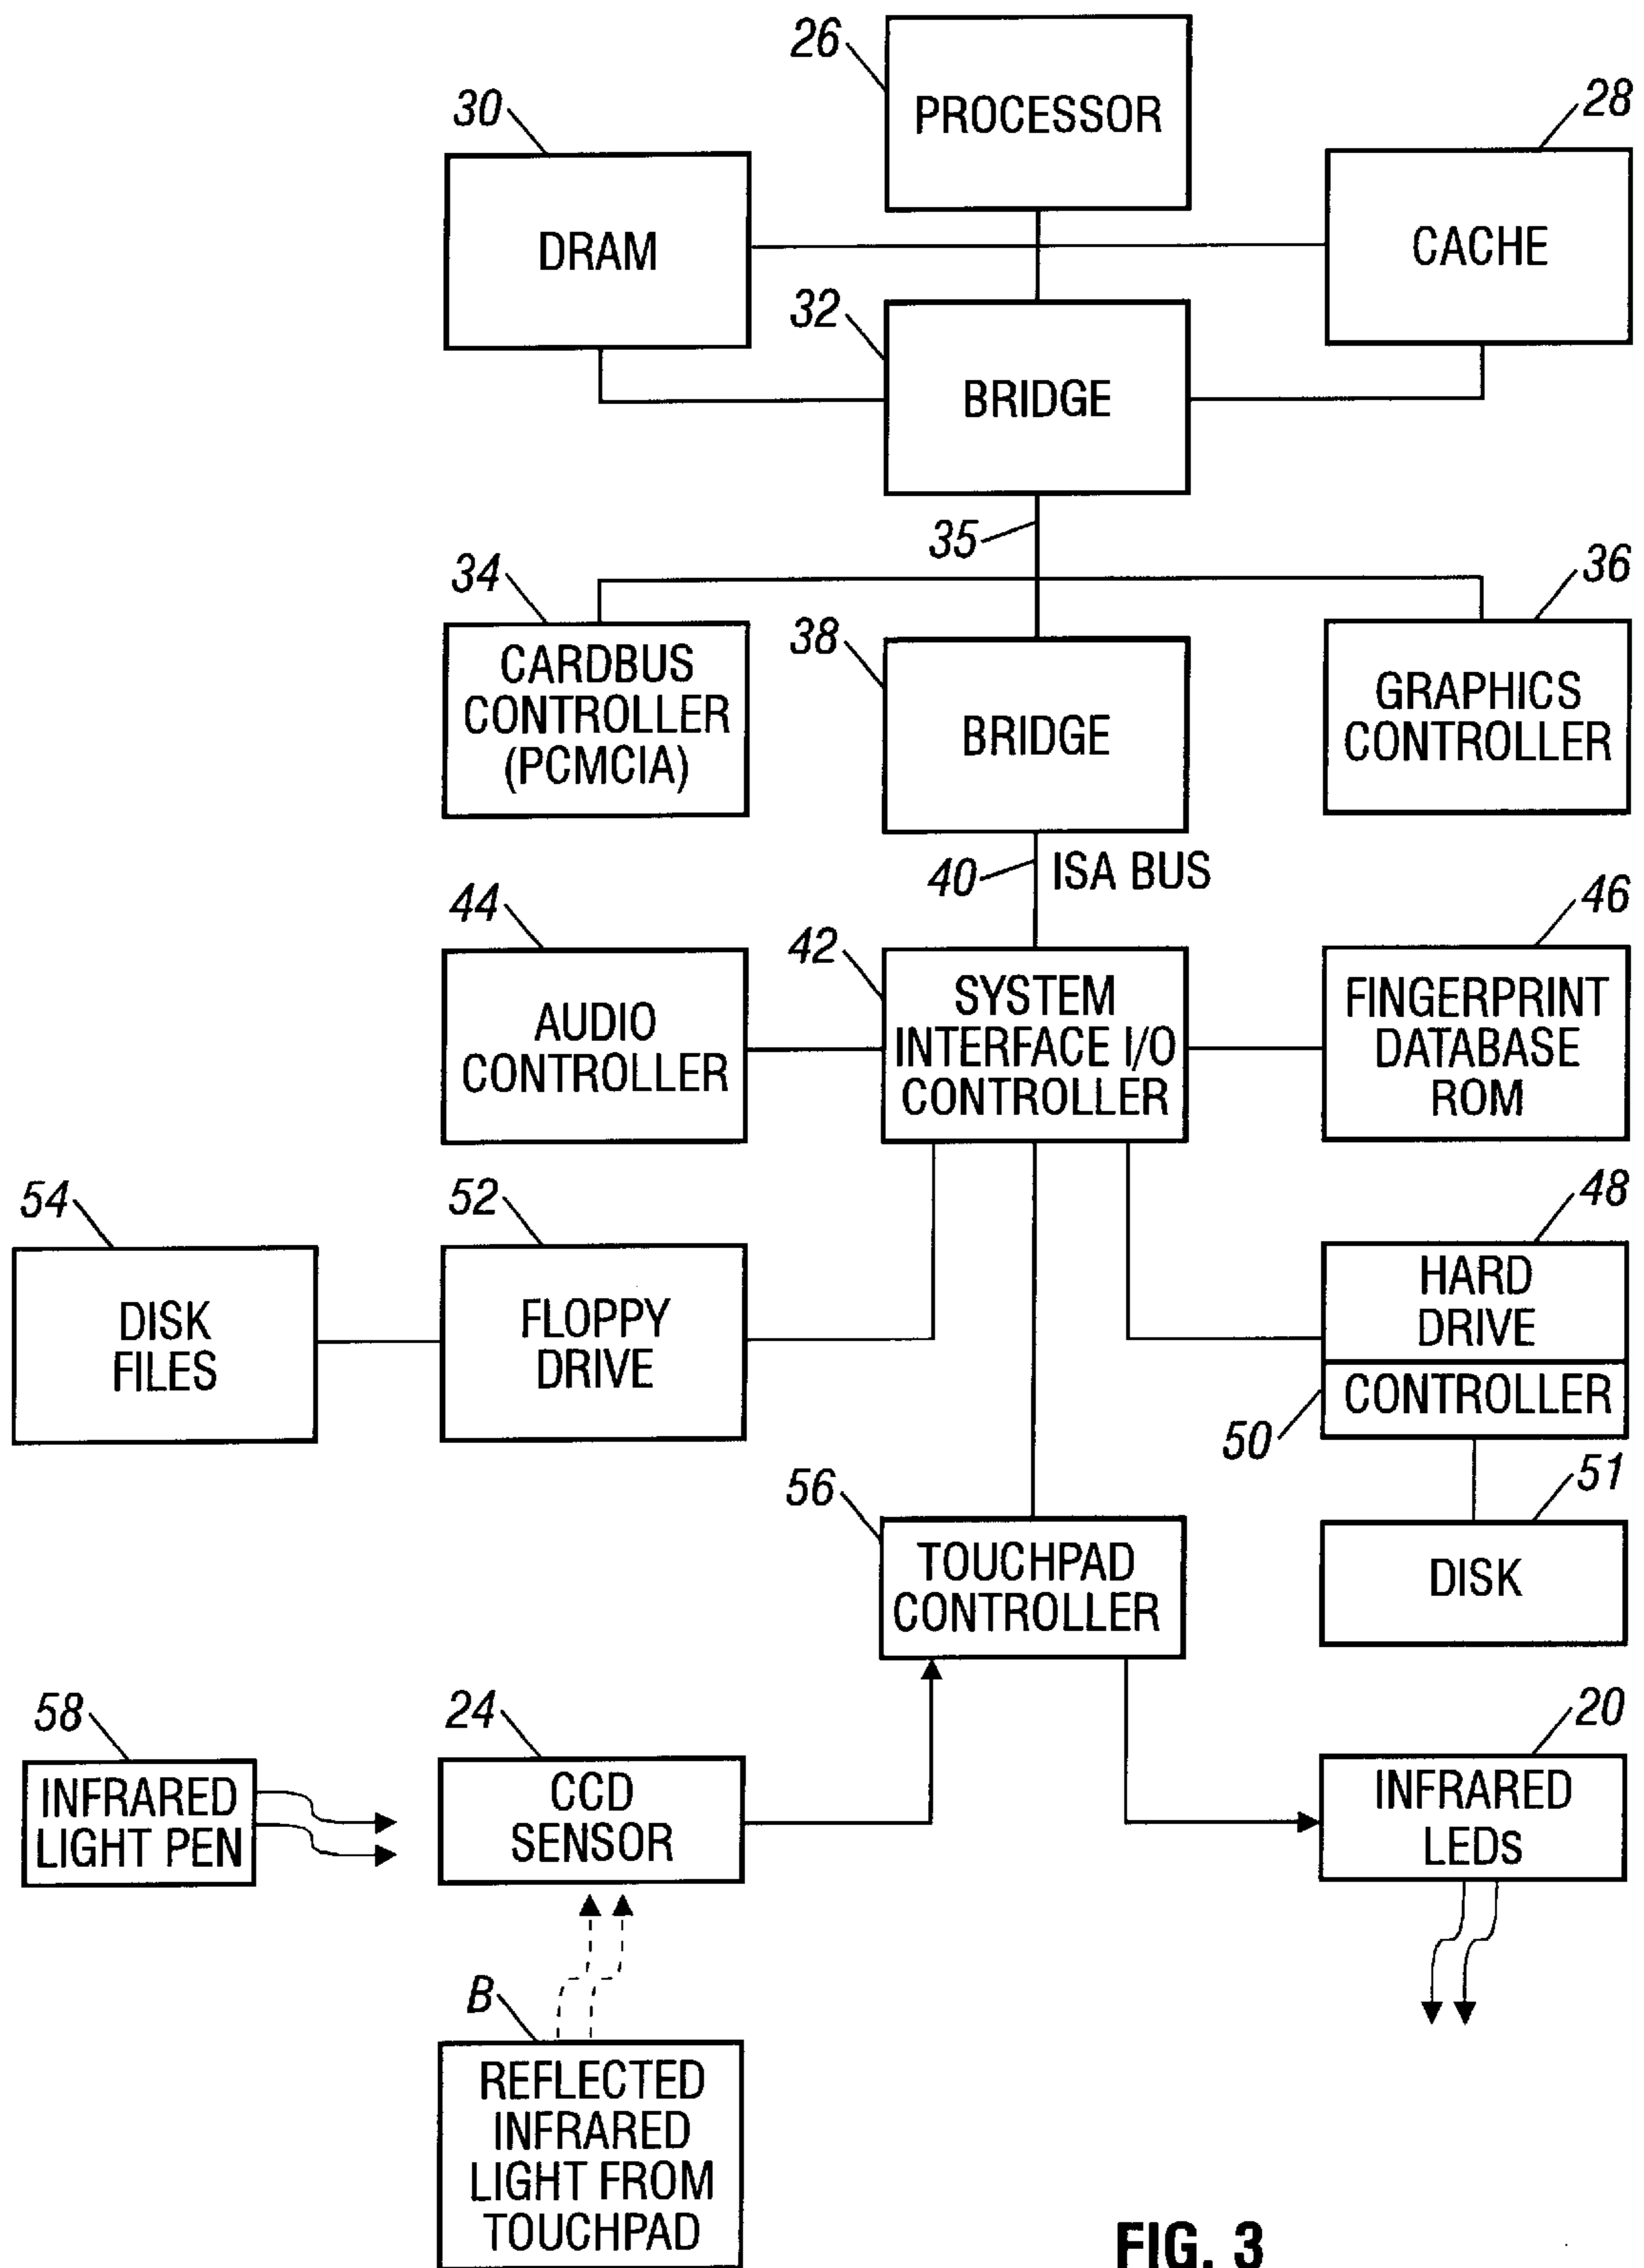 26
PROCESSOR
30
DRAM
28
CACHE
32
BRIDGE
35
34
CARDBUS
CONTROLLER
(PCMCIA)
38
BRIDGE
36
GRAPHICS
CONTROLLER
40
ISA BUS
44
AUDIO
CONTROLLER
42
SYSTEM
INTERFACE I/O
CONTROLLER
46
FINGERPRINT
DATABASE
ROM
54
DISK
FILES
52
FLOPPY
DRIVE
48
HARD
DRIVE
CONTROLLER
50
51
DISK
56
TOUCHPAD
CONTROLLER
58
INFRARED
LIGHT PEN
24
CCD
SENSOR
20
INFRARED
LEDs
B
REFLECTED
INFRARED
LIGHT FROM
TOUCHPAD
FIG. 3